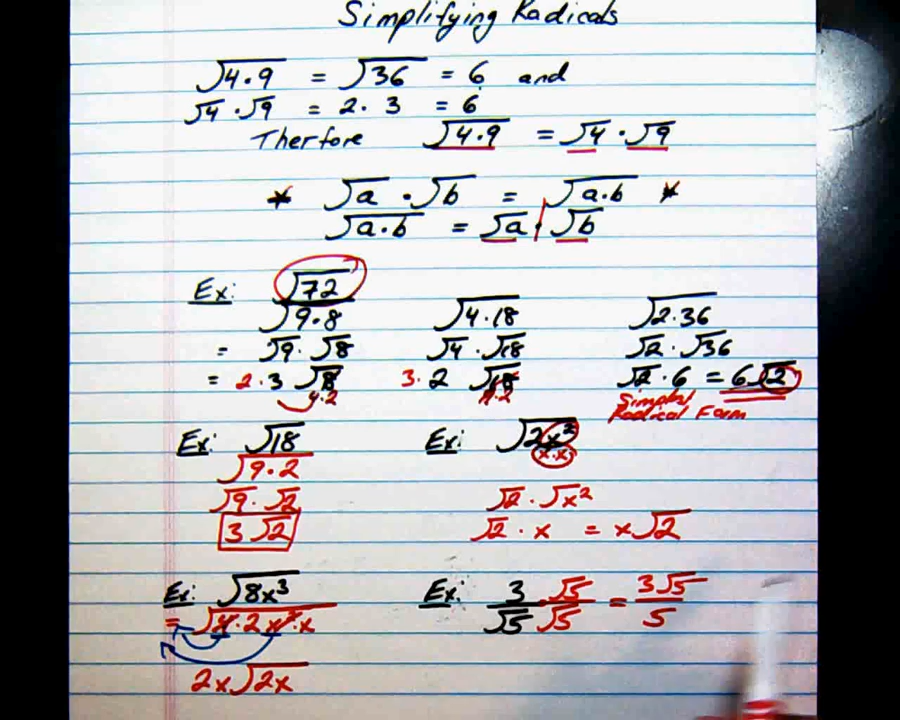 Simplifying Radicals
√4·9 = √36 = 6 and
√4 · √9 = 2 · 3 = 6
Therfore √4·9 = √4 · √9
* √a · √b = √a·b *
√a·b = √a · √b
Ex: √72
√9·8 √4·18 √2·36
= √9 · √8 √4 · √18 √2 · √36
= 2·3 √8 3·2 √18 √2 · 6 = 6√2
4·2 9·2 Simplest
Radical Form
Ex: √18 Ex: √2x²
√9·2 x·x
√9 · √2 √2 · √x²
3√2 √2 · x = x√2
Ex: √8x³ Ex: 3/√5 · √5/√5 = 3√5/5
= √4·2x²·x
2x√2x